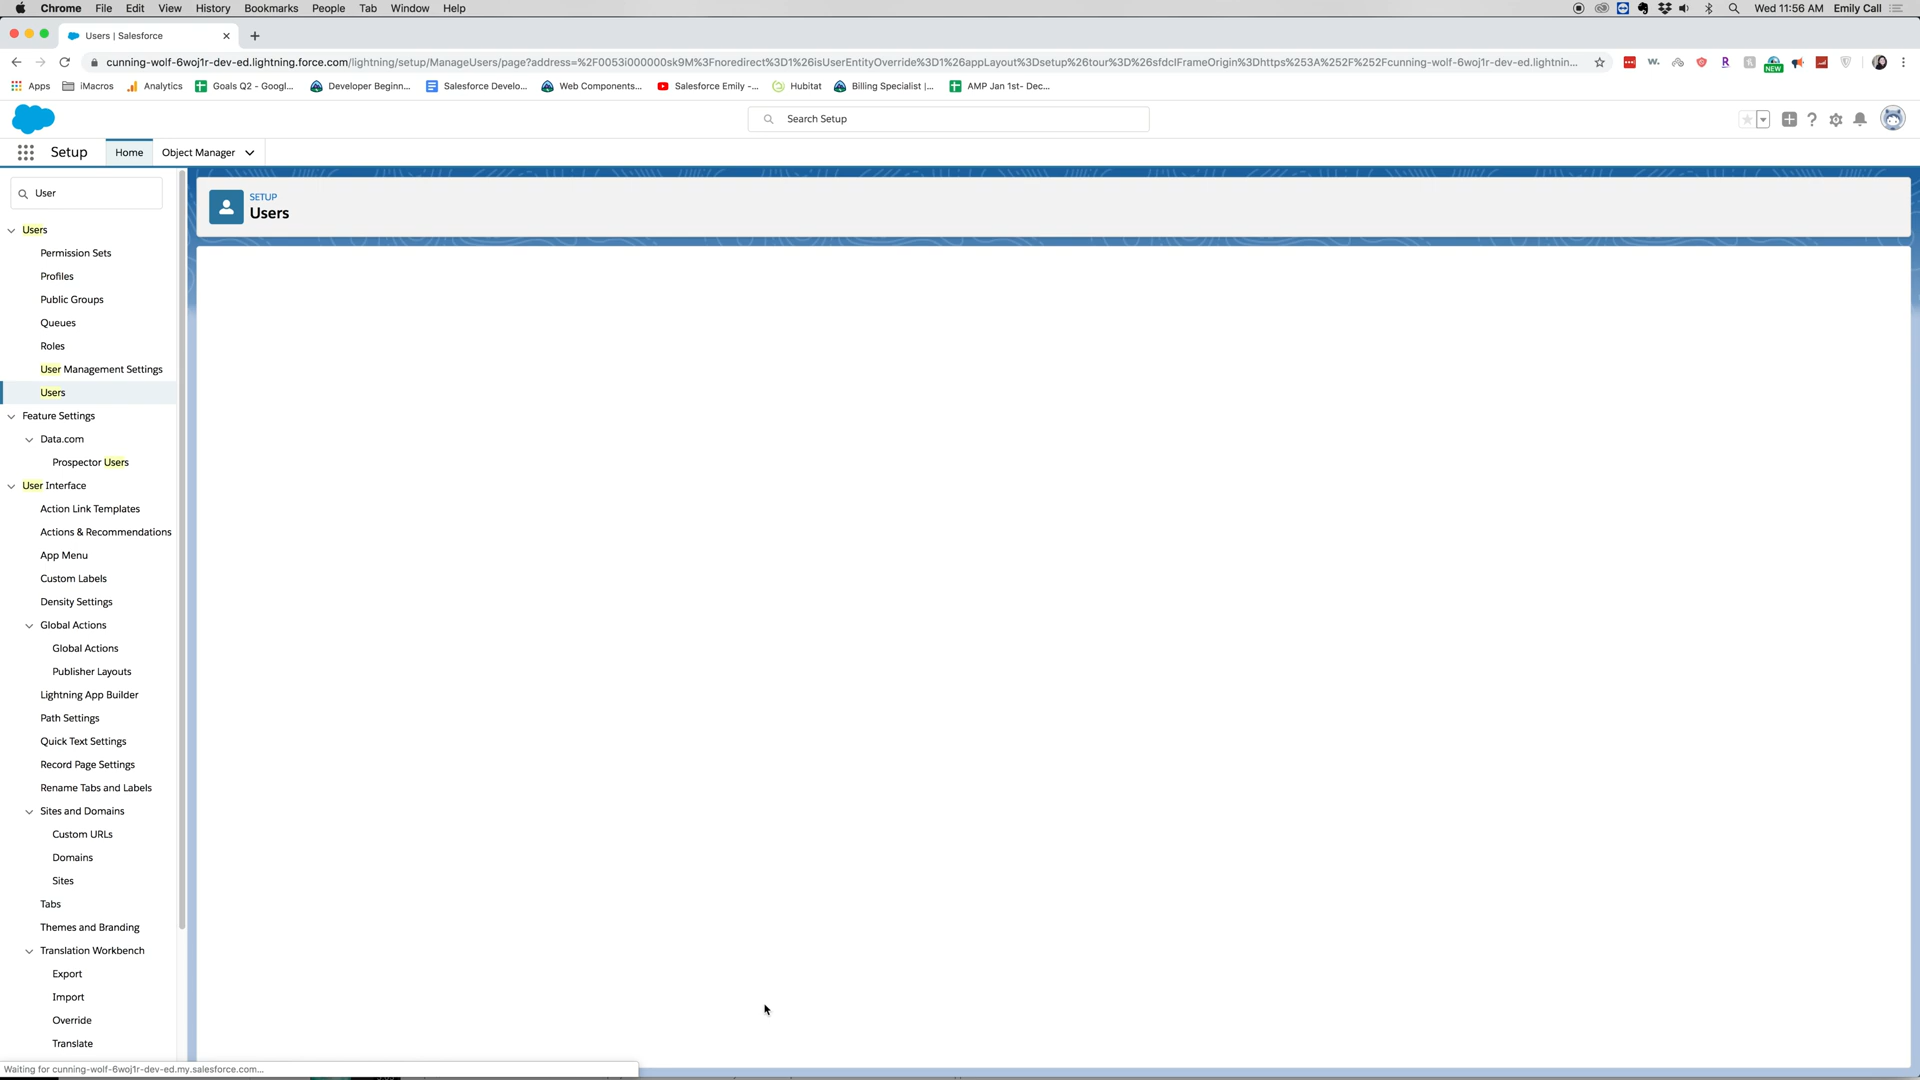 Chrome File Edit View History Bookmarks People Tab Window Help Wed 11:56 AM Emily Call
Users | Salesforce
cunning-wolf-6woj1r-dev-ed.lightning.force.com/lightning/setup/ManageUsers/page?address=%2F0053i000000sk9M%3Fnoredirect%3D1%26isUserEntityOverride%3D1%26appLayout%3Dsetup%26tour%3D%26sfdcIFrameOrigin%3Dhttps%253A%252F%252Fcunning-wolf-6woj1r-dev-ed.lightnin...
Apps iMacros Analytics Goals Q2 - Googl... Developer Beginn... Salesforce Develo... Web Components... Salesforce Emily -... Hubitat Billing Specialist |... AMP Jan 1st- Dec...
Search Setup
Setup Home Object Manager
User
SETUP
Users
Users
Permission Sets
Profiles
Public Groups
Queues
Roles
User Management Settings
Users
Feature Settings
Data.com
Prospector Users
User Interface
Action Link Templates
Actions & Recommendations
App Menu
Custom Labels
Density Settings
Global Actions
Global Actions
Publisher Layouts
Lightning App Builder
Path Settings
Quick Text Settings
Record Page Settings
Rename Tabs and Labels
Sites and Domains
Custom URLs
Domains
Sites
Tabs
Themes and Branding
Translation Workbench
Export
Import
Override
Translate
Waiting for cunning-wolf-6woj1r-dev-ed.my.salesforce.com...